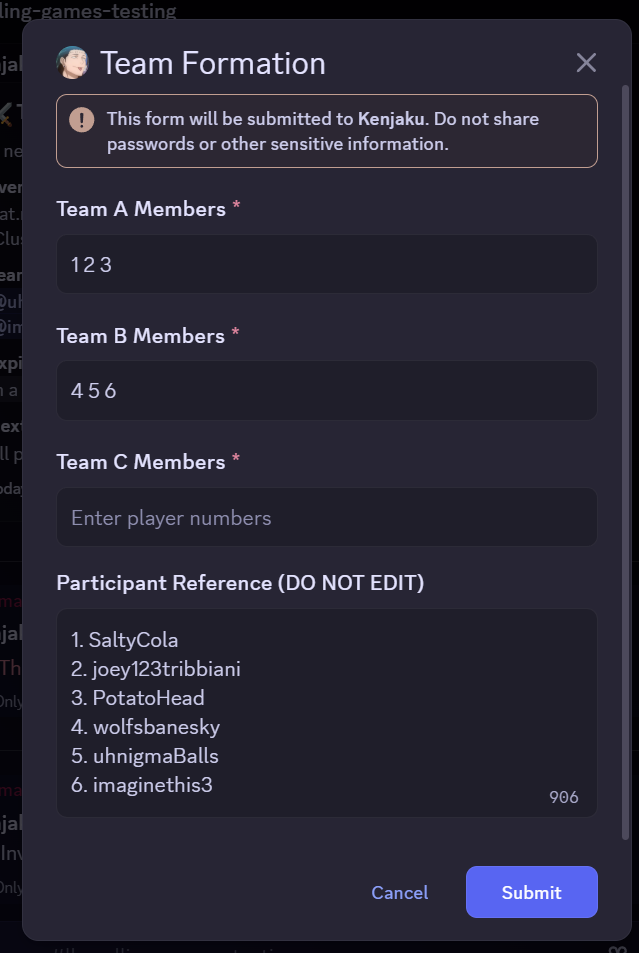 ling-games-testing
Team Formation
This form will be submitted to Kenjaku. Do not share
passwords or other sensitive information.
Team A Members *
1 2 3
Team B Members *
4 5 6
Team C Members *
Enter player numbers
Participant Reference (DO NOT EDIT)
1. SaltyCola
2. joey123tribbiani
3. PotatoHead
4. wolfsbanesky
5. uhnigmaBalls
6. imaginethis3
906
Cancel
Submit